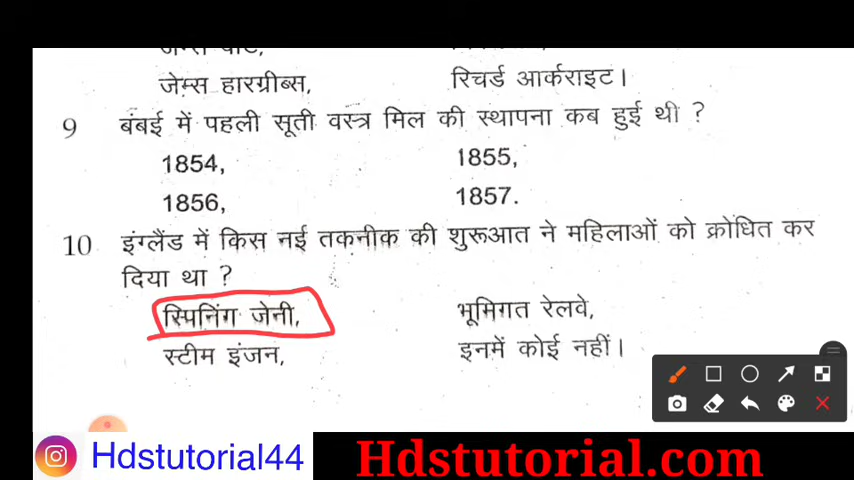 जेम्स हारग्रीब्स, रिचर्ड आर्कराइट।
9 बंबई में पहली सूती वस्त्र मिल की स्थापना कब हुई थी ?
1854, 1855,
1856, 1857.
10 इंग्लैंड में किस नई तकनीक की शुरूआत ने महिलाओं को क्रोधित कर
दिया था ?
स्पिनिंग जेनी, भूमिगत रेलवे,
स्टीम इंजन, इनमें कोई नहीं।
Hdstutorial44 Hdstutorial.com